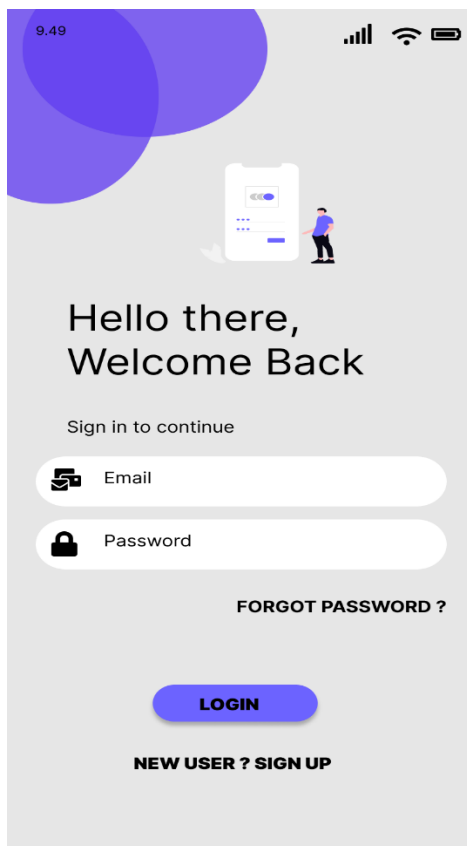 9.49
Hello there,
Welcome Back
Sign in to continue
Email
Password
FORGOT PASSWORD ?
LOGIN
NEW USER ? SIGN UP